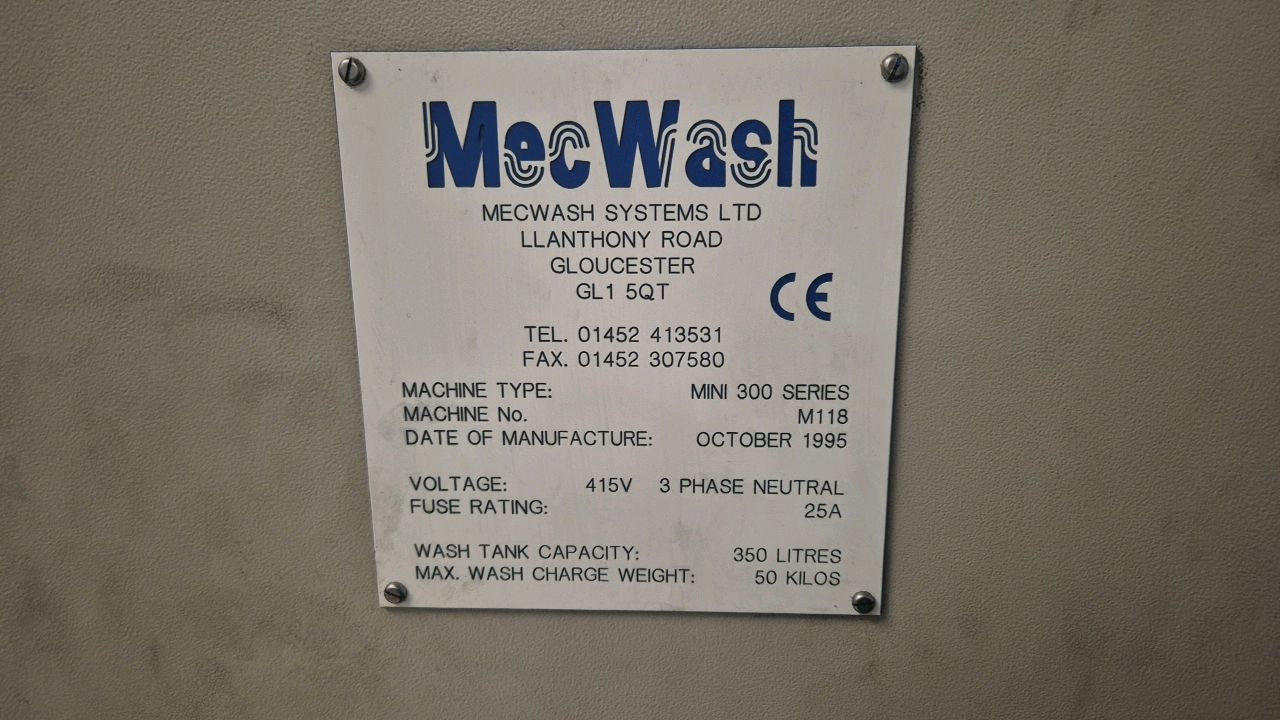 MecWash
MECWASH SYSTEMS LTD
LLANTHONY ROAD
GLOUCESTER
GL1 5QT
CE
TEL. 01452 413531
FAX. 01452 307580
MACHINE TYPE: MINI 300 SERIES
MACHINE No. M118
DATE OF MANUFACTURE: OCTOBER 1995
VOLTAGE: 415V 3 PHASE NEUTRAL
FUSE RATING: 25A
WASH TANK CAPACITY: 350 LITRES
MAX. WASH CHARGE WEIGHT: 50 KILOS